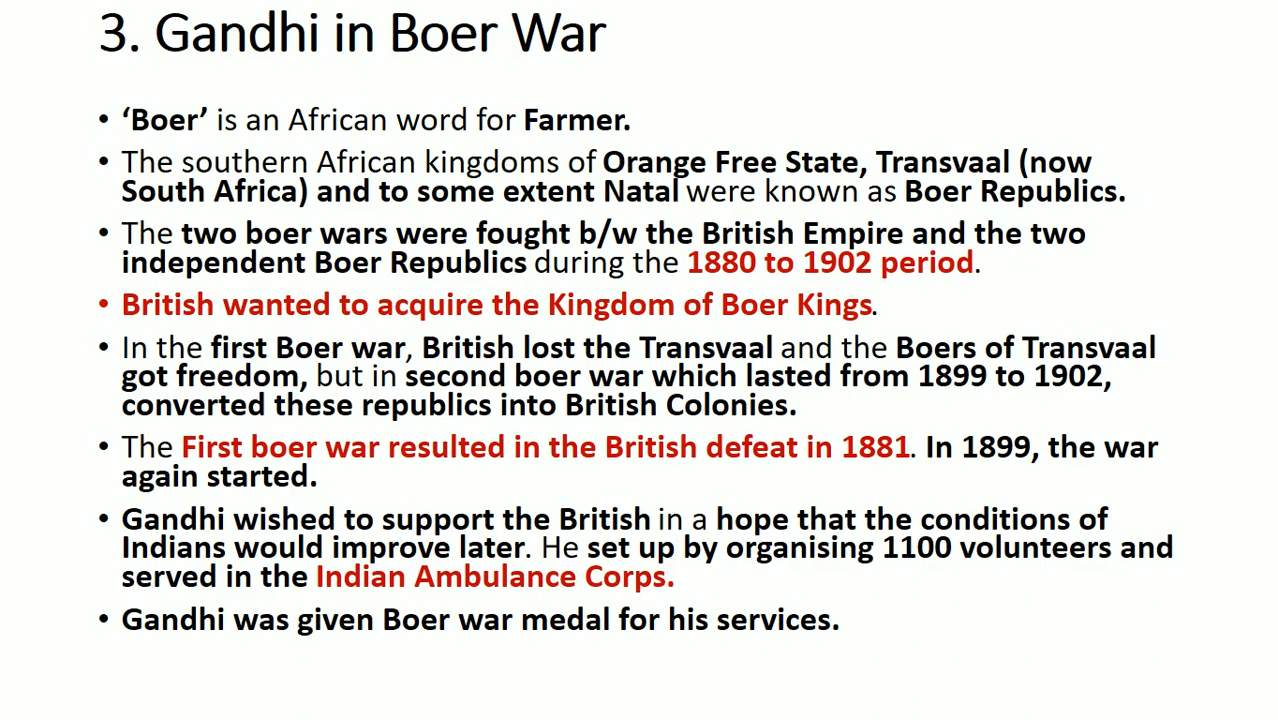 3. Gandhi in Boer War
• ‘Boer’ is an African word for Farmer.
• The southern African kingdoms of Orange Free State, Transvaal (now
South Africa) and to some extent Natal were known as Boer Republics.
• The two boer wars were fought b/w the British Empire and the two
independent Boer Republics during the 1880 to 1902 period.
• British wanted to acquire the Kingdom of Boer Kings.
• In the first Boer war, British lost the Transvaal and the Boers of Transvaal
got freedom, but in second boer war which lasted from 1899 to 1902,
converted these republics into British Colonies.
• The First boer war resulted in the British defeat in 1881. In 1899, the war
again started.
• Gandhi wished to support the British in a hope that the conditions of
Indians would improve later. He set up by organising 1100 volunteers and
served in the Indian Ambulance Corps.
• Gandhi was given Boer war medal for his services.